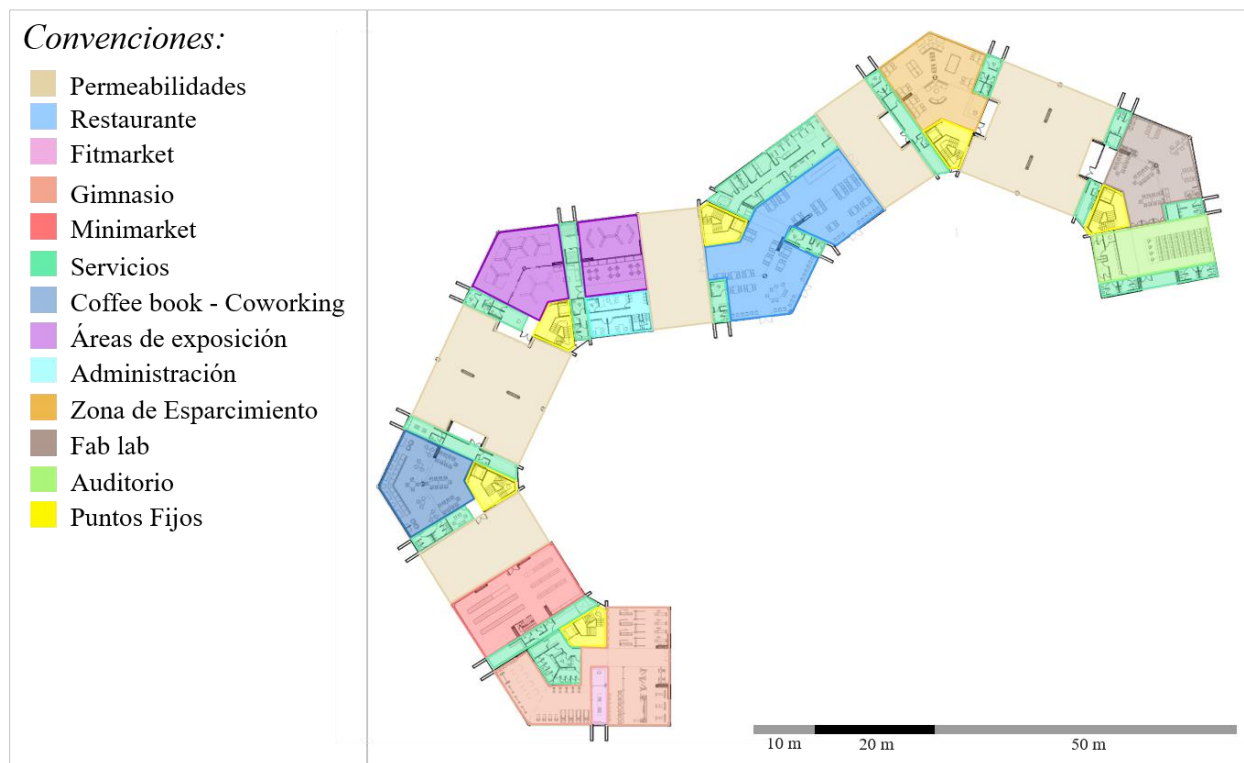 Convenciones:
Permeabilidades
Restaurante
Fitmarket
Gimnasio
Minimarket
Servicios
Coffee book - Coworking
Áreas de exposición
Administración
Zona de Esparcimiento
Fab lab
Auditorio
Puntos Fijos
10 m 20 m 50 m